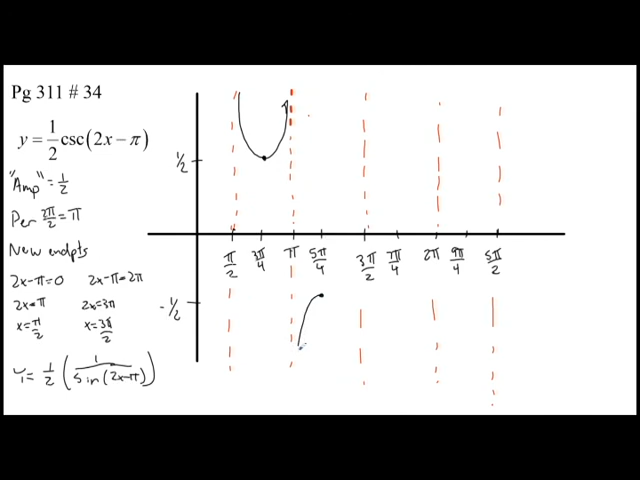 Pg 311 # 34
y = 1/2 csc(2x − π)
"Amp" = 1/2
Per 2π/2 = π
New endpts
2x-π=0 2x-π=2π
2x=π 2x=3π
x=π/2 x=3π/2
Y₁ = 1/2 (1/Sin(2x-π))
1/2
π/2 3π/4 π 5π/4 3π/2 7π/4 2π 9π/4 5π/2
-1/2